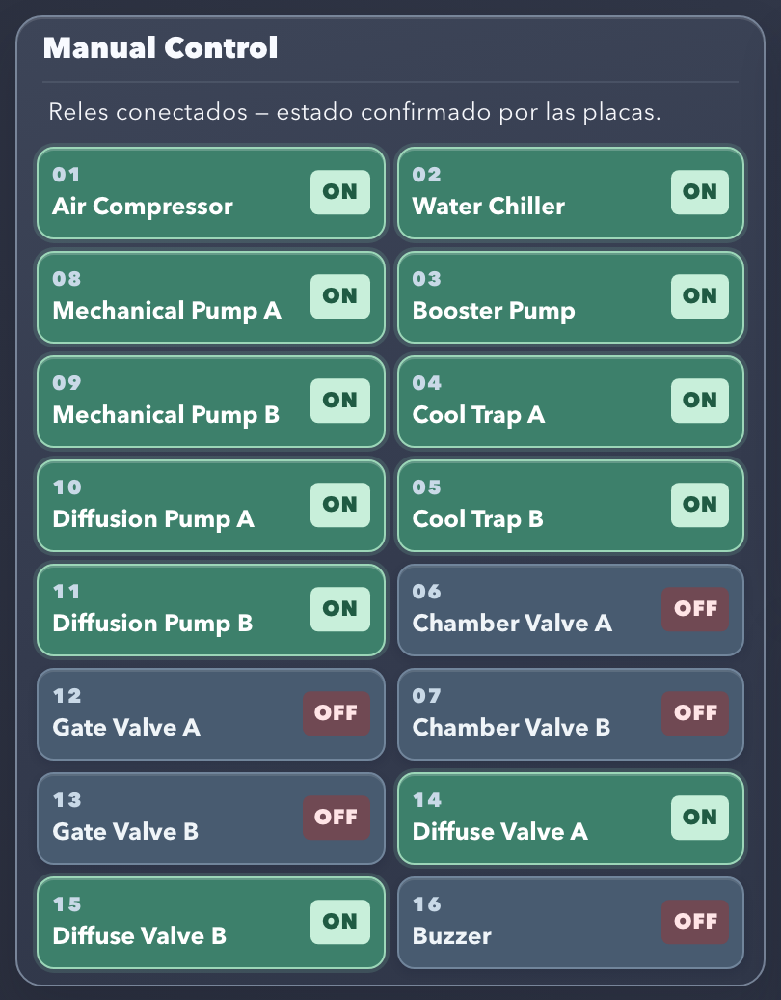 Manual Control
Reles conectados — estado confirmado por las placas.
01
Air Compressor
ON
02
Water Chiller
ON
08
Mechanical Pump A
ON
03
Booster Pump
ON
09
Mechanical Pump B
ON
04
Cool Trap A
ON
10
Diffusion Pump A
ON
05
Cool Trap B
ON
11
Diffusion Pump B
ON
06
Chamber Valve A
OFF
12
Gate Valve A
OFF
07
Chamber Valve B
OFF
13
Gate Valve B
OFF
14
Diffuse Valve A
ON
15
Diffuse Valve B
ON
16
Buzzer
OFF